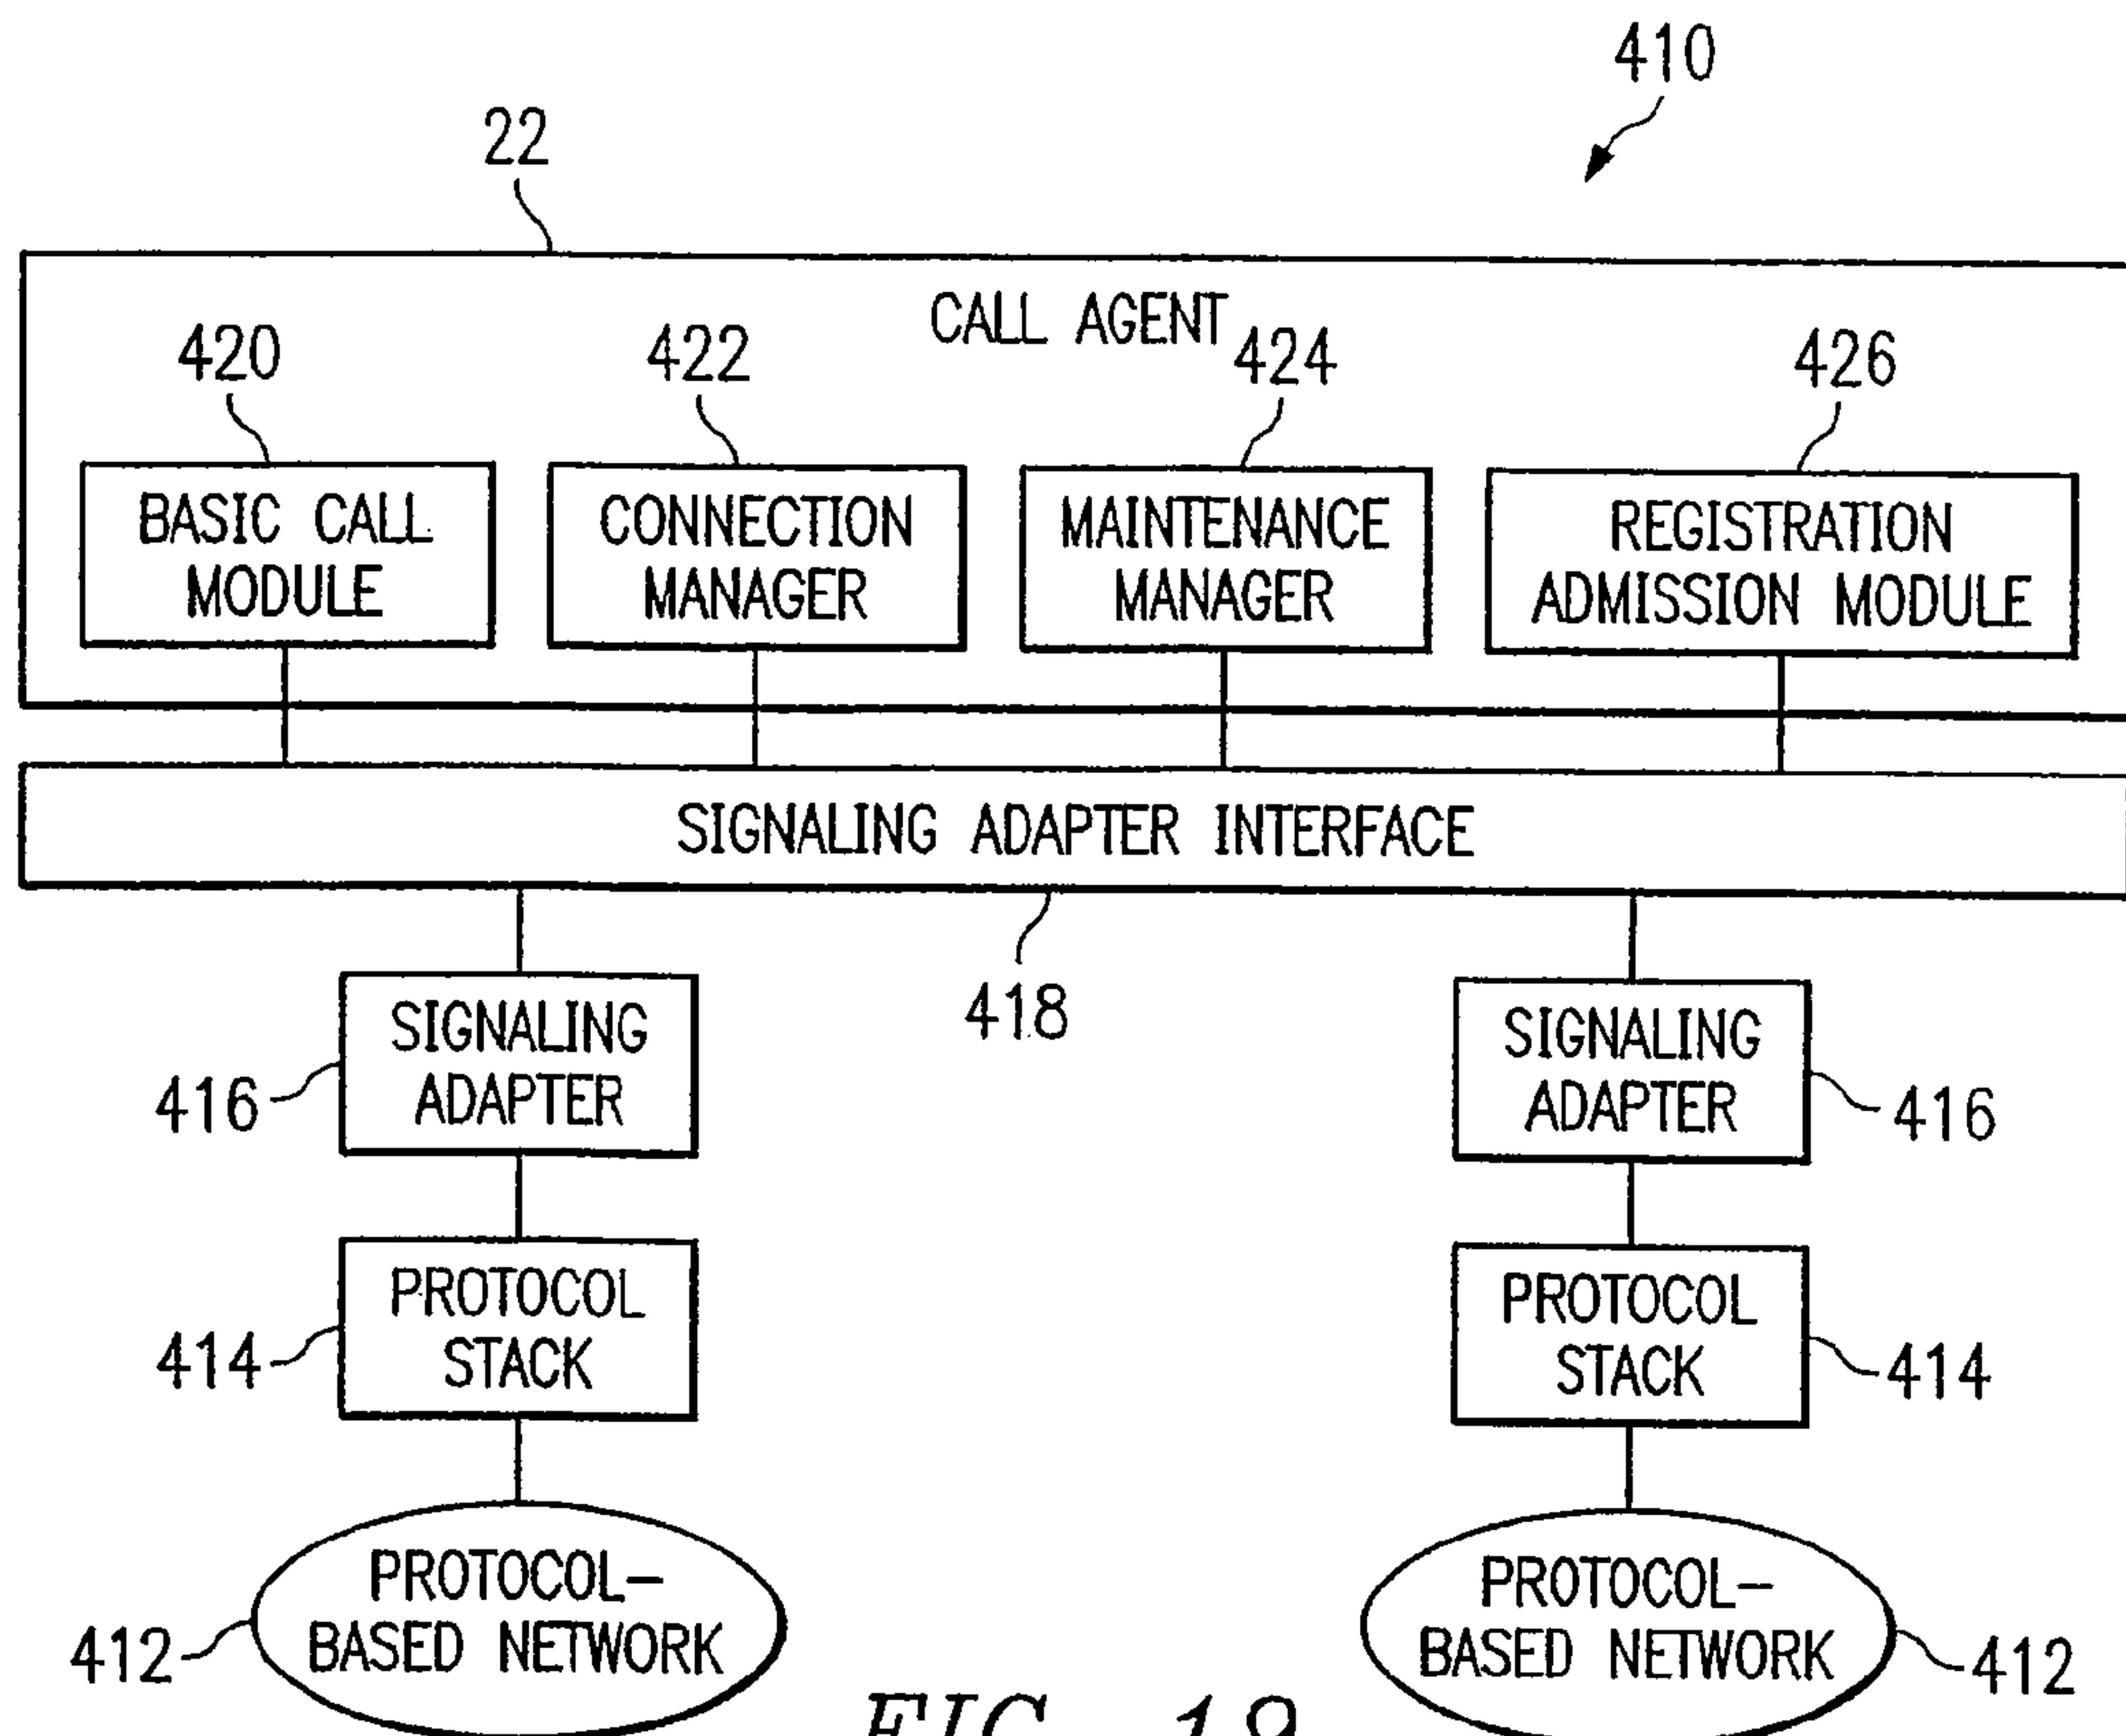 410
22
CALL AGENT
420
422
424
426
BASIC CALL
MODULE
CONNECTION
MANAGER
MAINTENANCE
MANAGER
REGISTRATION
ADMISSION MODULE
SIGNALING ADAPTER INTERFACE
418
SIGNALING
ADAPTER
416
SIGNALING
ADAPTER
416
PROTOCOL
STACK
414
PROTOCOL
STACK
414
PROTOCOL-
BASED NETWORK
412
PROTOCOL-
BASED NETWORK
412
FIG.